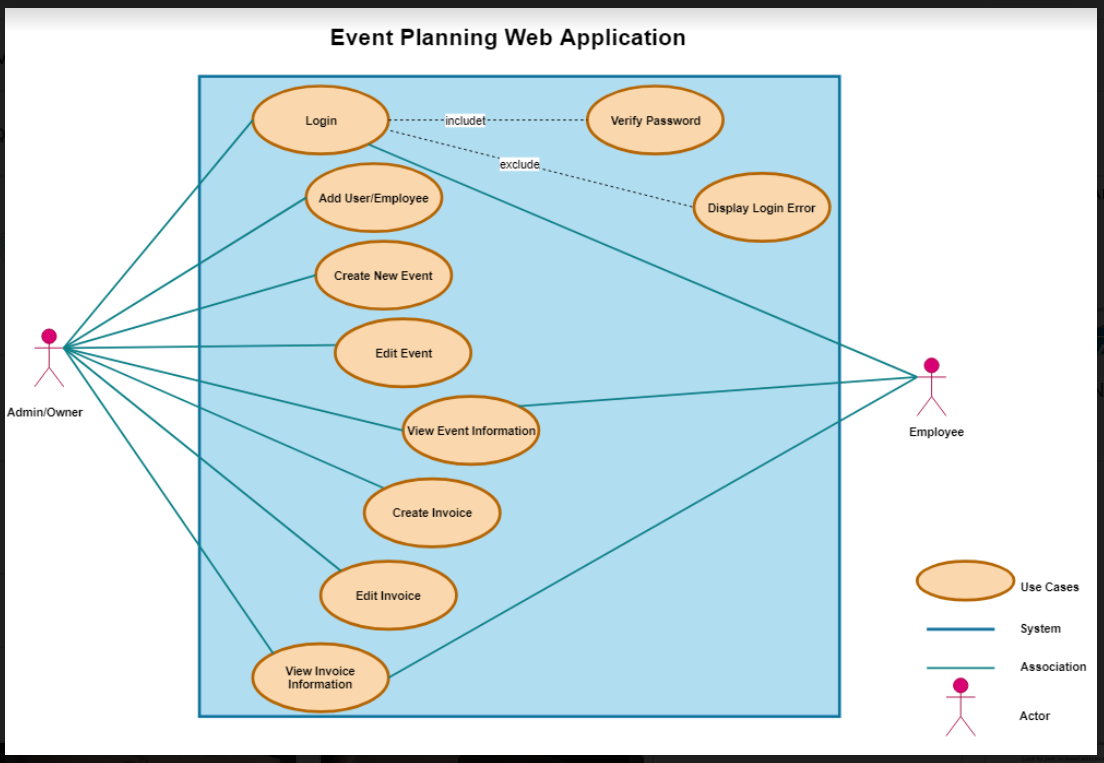 Event Planning Web Application
Login
includet
Verify Password
exclude
Add User/Employee
Display Login Error
Create New Event
Edit Event
Admin/Owner
View Event Information
Employee
Create Invoice
Edit Invoice
View Invoice
Information
Use Cases
System
Association
Actor